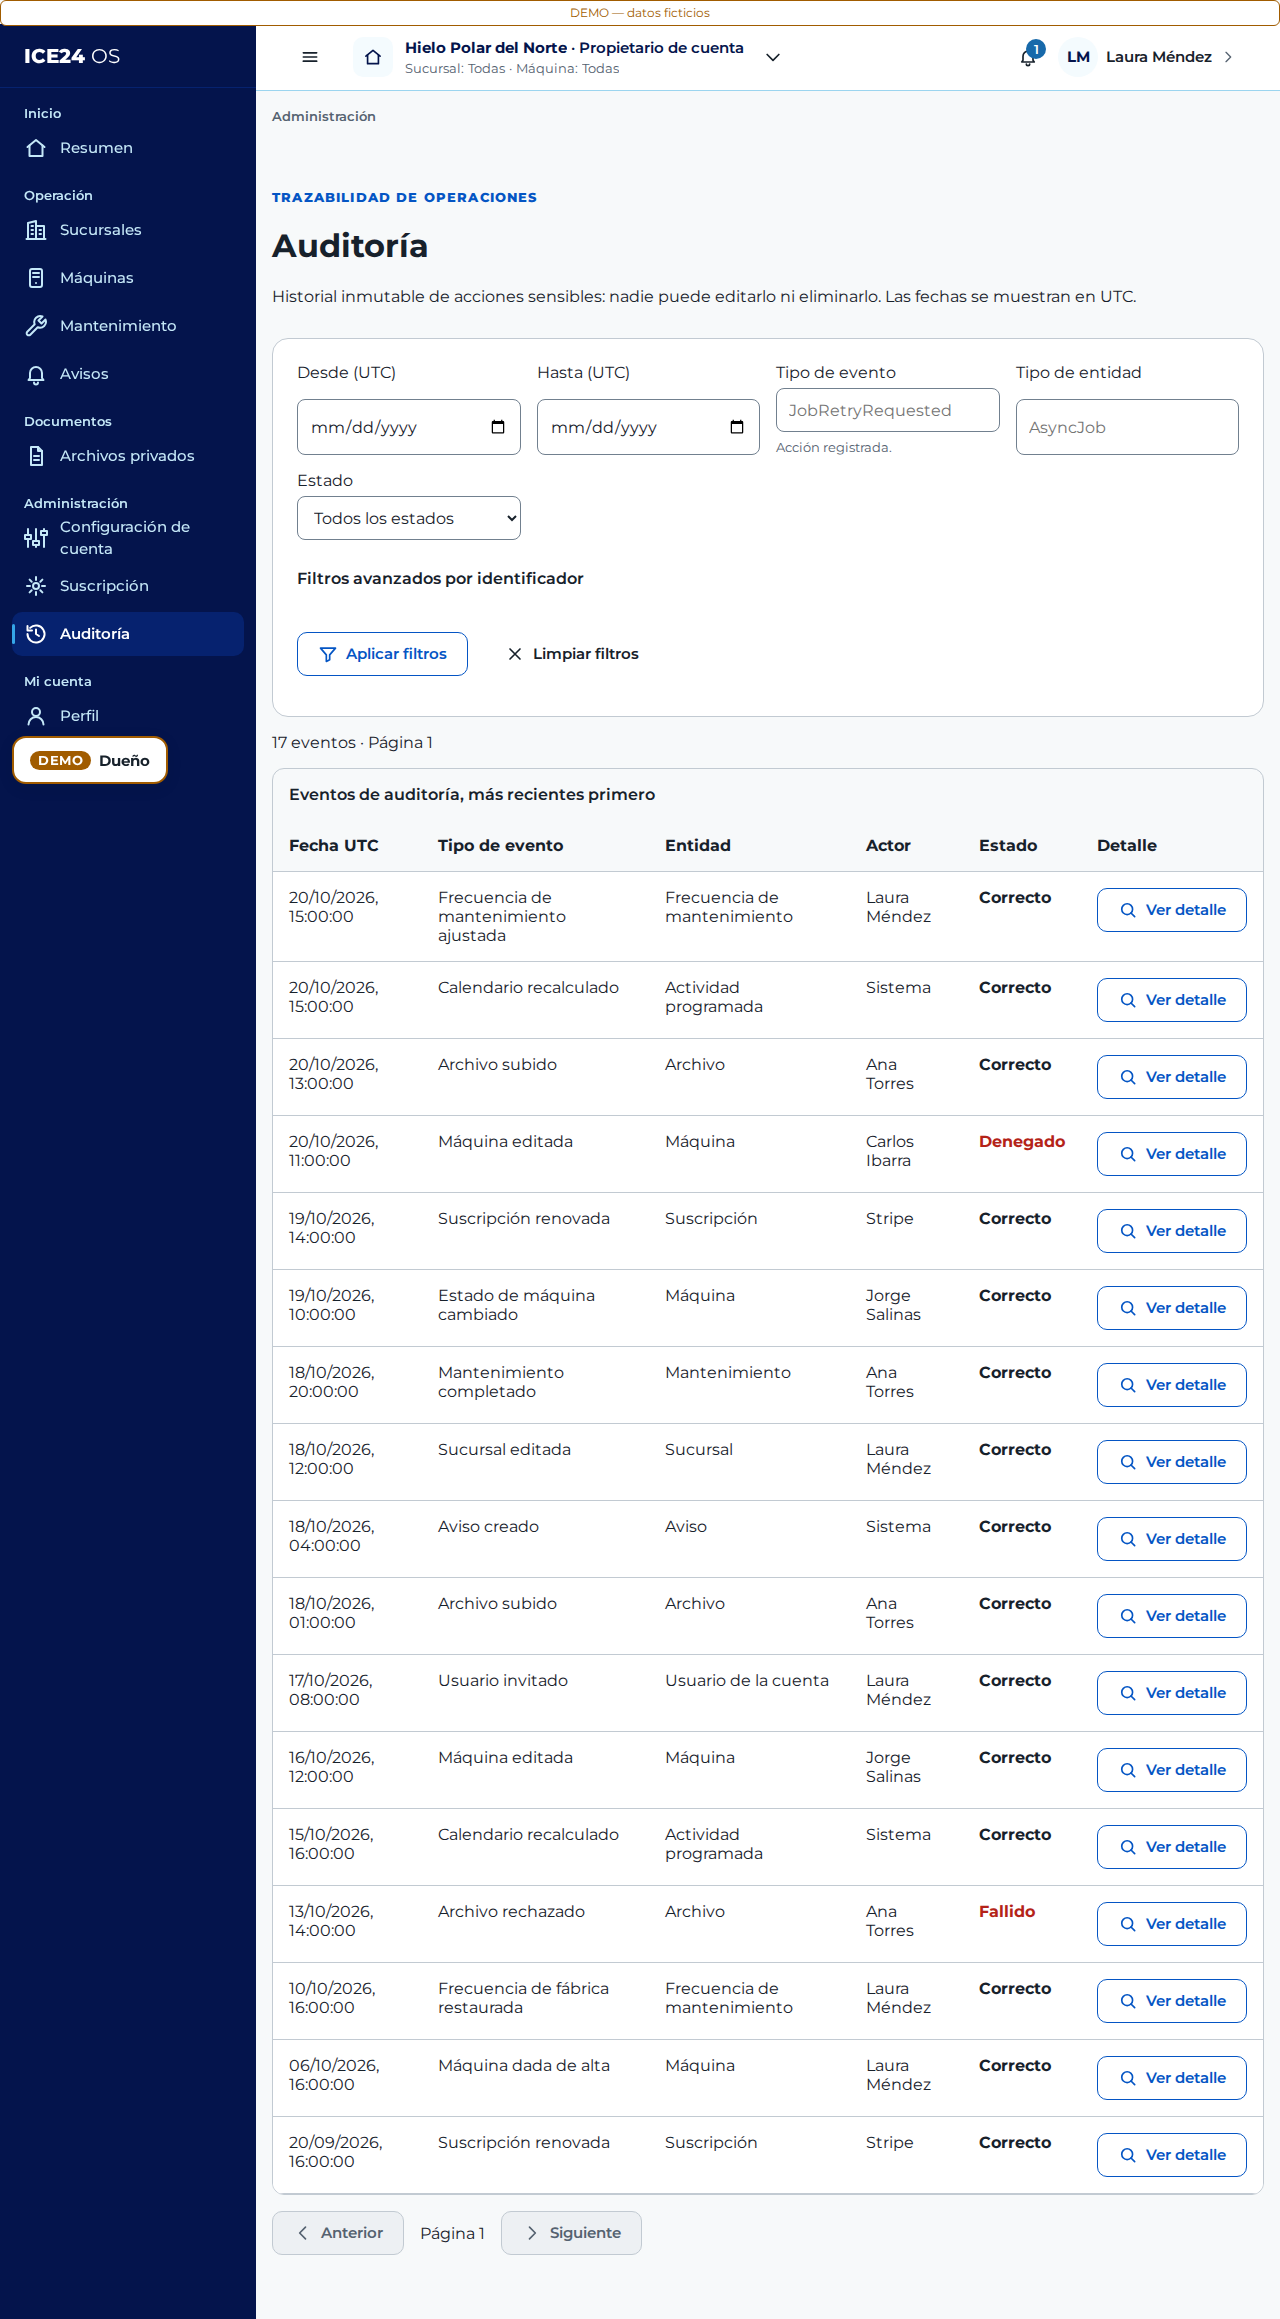 DEMO — datos ficticios
ICE24 OS
Inicio
Resumen
Operación
Sucursales
Máquinas
Mantenimiento
Avisos
Documentos
Archivos privados
Administración
Configuración de
cuenta
Suscripción
Auditoría
Mi cuenta
Perfil
DEMO Dueño
Hielo Polar del Norte · Propietario de cuenta
Sucursal: Todas · Máquina: Todas
1
LM Laura Méndez
Administración
TRAZABILIDAD DE OPERACIONES
Auditoría
Historial inmutable de acciones sensibles: nadie puede editarlo ni eliminarlo. Las fechas se muestran en UTC.
Desde (UTC) Hasta (UTC) Tipo de evento Tipo de entidad
mm/dd/yyyy mm/dd/yyyy JobRetryRequested AsyncJob
Acción registrada.
Estado
Todos los estados
Filtros avanzados por identificador
Aplicar filtros Limpiar filtros
17 eventos · Página 1
Eventos de auditoría, más recientes primero
Fecha UTC Tipo de evento Entidad Actor Estado Detalle
20/10/2026, Frecuencia de Frecuencia de Laura Correcto Ver detalle
15:00:00 mantenimiento mantenimiento Méndez
ajustada
20/10/2026, Calendario recalculado Actividad Sistema Correcto Ver detalle
15:00:00 programada
20/10/2026, Archivo subido Archivo Ana Correcto Ver detalle
13:00:00 Torres
20/10/2026, Máquina editada Máquina Carlos Denegado Ver detalle
11:00:00 Ibarra
19/10/2026, Suscripción renovada Suscripción Stripe Correcto Ver detalle
14:00:00
19/10/2026, Estado de máquina Máquina Jorge Correcto Ver detalle
10:00:00 cambiado Salinas
18/10/2026, Mantenimiento Mantenimiento Ana Correcto Ver detalle
20:00:00 completado Torres
18/10/2026, Sucursal editada Sucursal Laura Correcto Ver detalle
12:00:00 Méndez
18/10/2026, Aviso creado Aviso Sistema Correcto Ver detalle
04:00:00
18/10/2026, Archivo subido Archivo Ana Correcto Ver detalle
01:00:00 Torres
17/10/2026, Usuario invitado Usuario de la cuenta Laura Correcto Ver detalle
08:00:00 Méndez
16/10/2026, Máquina editada Máquina Jorge Correcto Ver detalle
12:00:00 Salinas
15/10/2026, Calendario recalculado Actividad Sistema Correcto Ver detalle
16:00:00 programada
13/10/2026, Archivo rechazado Archivo Ana Fallido Ver detalle
14:00:00 Torres
10/10/2026, Frecuencia de fábrica Frecuencia de Laura Correcto Ver detalle
16:00:00 restaurada mantenimiento Méndez
06/10/2026, Máquina dada de alta Máquina Laura Correcto Ver detalle
16:00:00 Méndez
20/09/2026, Suscripción renovada Suscripción Stripe Correcto Ver detalle
16:00:00
Anterior Página 1 Siguiente